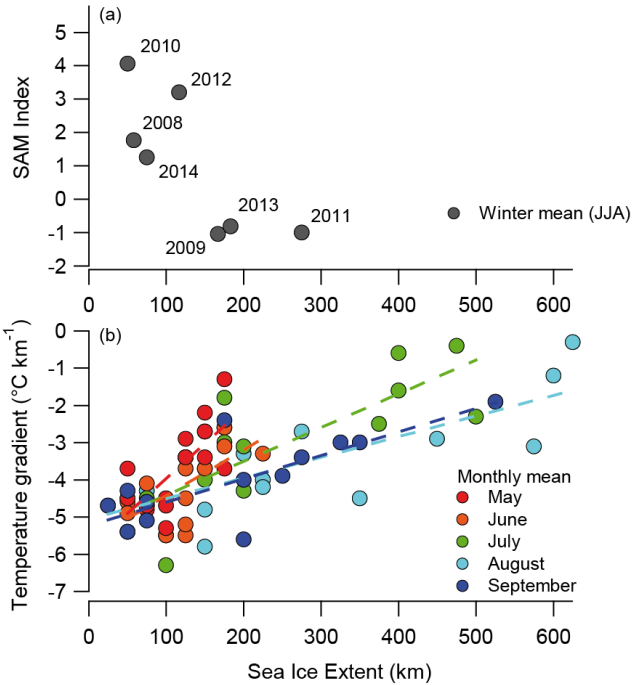 (a)
5
4
3
2
1
0
-1
-2
SAM Index
2010
2012
2008
2014
2013
2011
2009
Winter mean (JJA)
0 100 200 300 400 500 600
(b)
0
-1
-2
-3
-4
-5
-6
-7
Temperature gradient (°C km⁻¹)
Monthly mean
May
June
July
August
September
0 100 200 300 400 500 600
Sea Ice Extent (km)